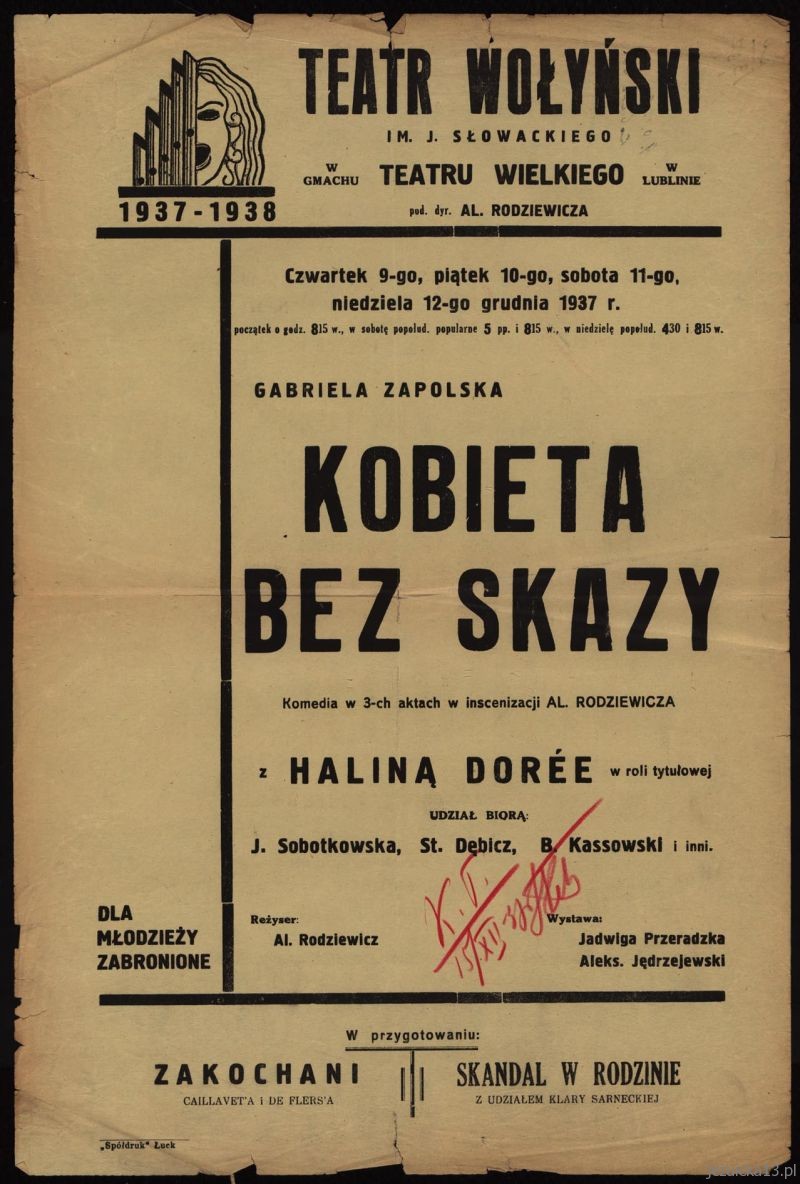 TEATR WOŁYŃSKI
IM. J. SŁOWACKIEGO
W GMACHU TEATRU WIELKIEGO W LUBLINIE
1937-1938
pod. dyr. AL. RODZIEWICZA
Czwartek 9-go, piątek 10-go, sobota 11-go,
niedziela 12-go grudnia 1937 r.
początek o godz. 815 w., w sobotę popołud. popularne 5 pp. i 815 w., w niedzielę popołud. 430 i 815 w.
GABRIELA ZAPOLSKA
KOBIETA
BEZ SKAZY
Komedia w 3-ch aktach w inscenizacji AL. RODZIEWICZA
z HALINĄ DORÉE w roli tytułowej
UDZIAŁ BIORĄ:
J. Sobotkowska, St. Dębicz, B. Kassowski i inni.
K. T.
15/XII
DLA
MŁODZIEŻY
ZABRONIONE
Reżyser:
Al. Rodziewicz
Wystawa:
Jadwiga Przeradzka
Aleks. Jędrzejewski
W przygotowaniu:
ZAKOCHANI
CAILLAVET'A i DE FLERS'A
SKANDAL W RODZINIE
Z UDZIAŁEM KLARY SARNECKIEJ
„Spółdruk" Łuck